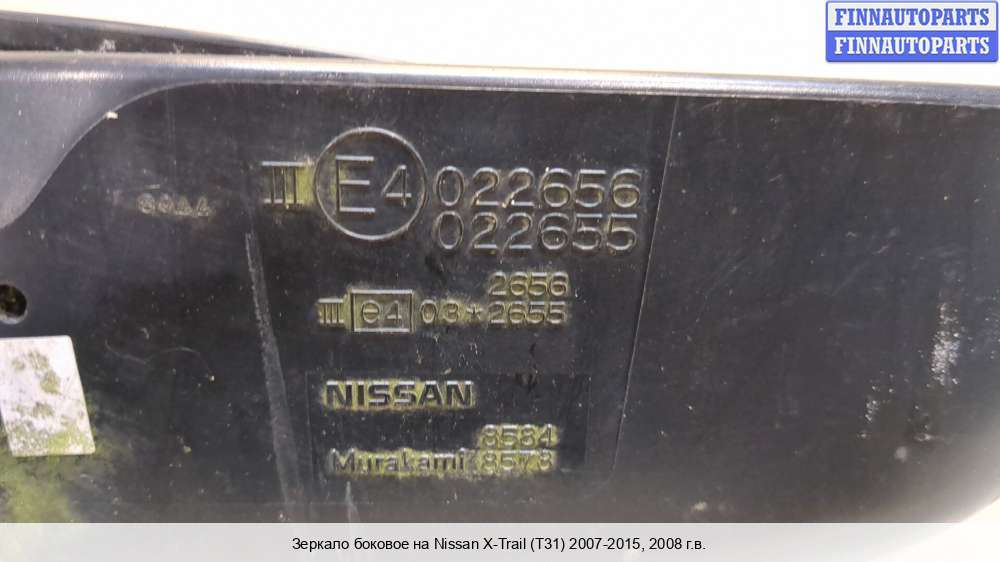 FINNAUTOPARTS
FINNAUTOPARTS
III E4 022656
022655
2656
III e4 03*2655
NISSAN
8584
Murakami 8573
Зеркало боковое на Nissan X-Trail (T31) 2007-2015, 2008 г.в.